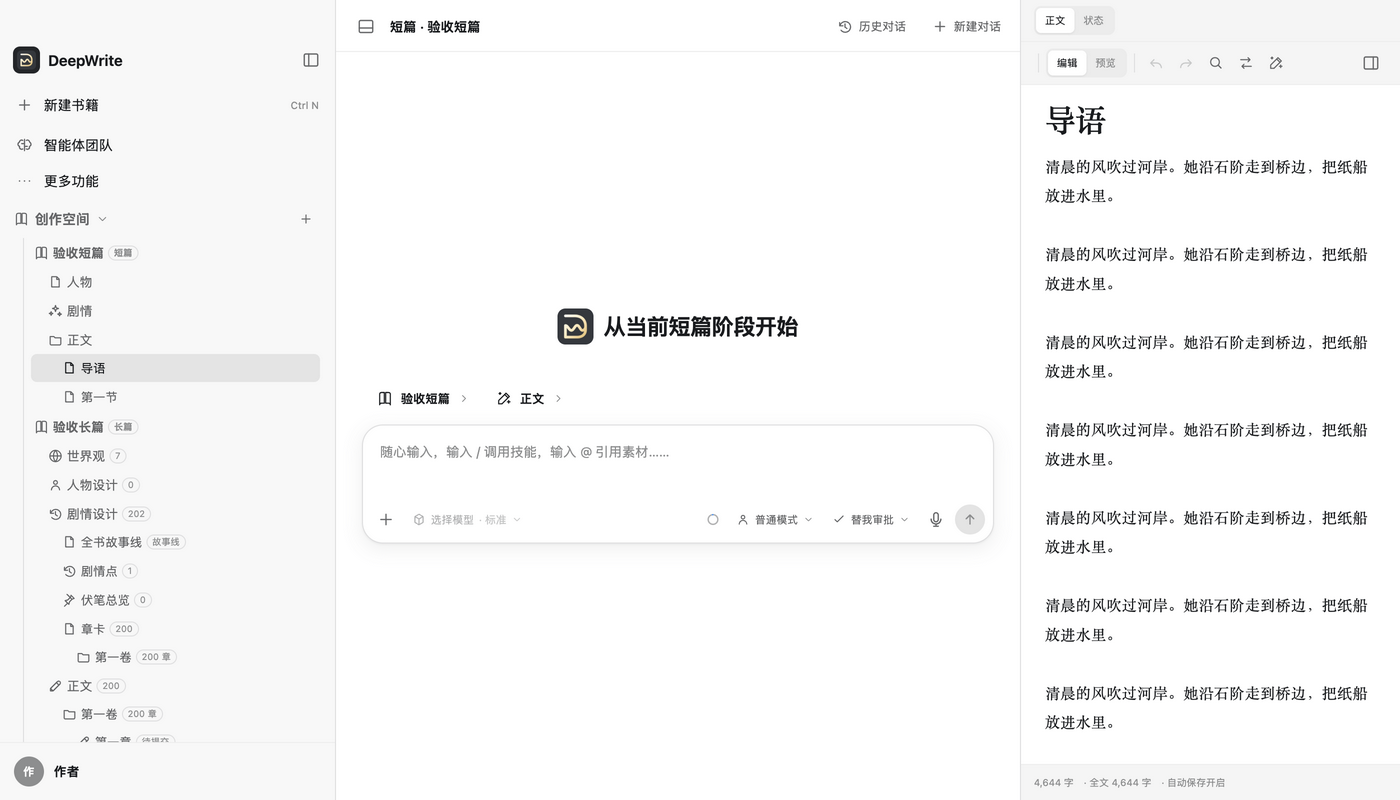 DeepWrite
新建书籍 Ctrl N
智能体团队
更多功能
创作空间
验收短篇 短篇
人物
剧情
正文
导语
第一节
验收长篇 长篇
世界观 7
人物设计 0
剧情设计 202
全书故事线 故事线
剧情点 1
伏笔总览 0
章卡 200
第一卷 200 章
正文 200
第一卷 200 章
第一章 待提交
作 作者
短篇 · 验收短篇 历史对话 新建对话
从当前短篇阶段开始
验收短篇 正文
随心输入，输入 / 调用技能，输入 @ 引用素材……
选择模型 · 标准 普通模式 替我审批
正文 状态
编辑 预览
导语
清晨的风吹过河岸。她沿石阶走到桥边，把纸船
放进水里。
清晨的风吹过河岸。她沿石阶走到桥边，把纸船
放进水里。
清晨的风吹过河岸。她沿石阶走到桥边，把纸船
放进水里。
清晨的风吹过河岸。她沿石阶走到桥边，把纸船
放进水里。
清晨的风吹过河岸。她沿石阶走到桥边，把纸船
放进水里。
清晨的风吹过河岸。她沿石阶走到桥边，把纸船
放进水里。
清晨的风吹过河岸。她沿石阶走到桥边，把纸船
放进水里。
4,644 字 · 全文 4,644 字 · 自动保存开启